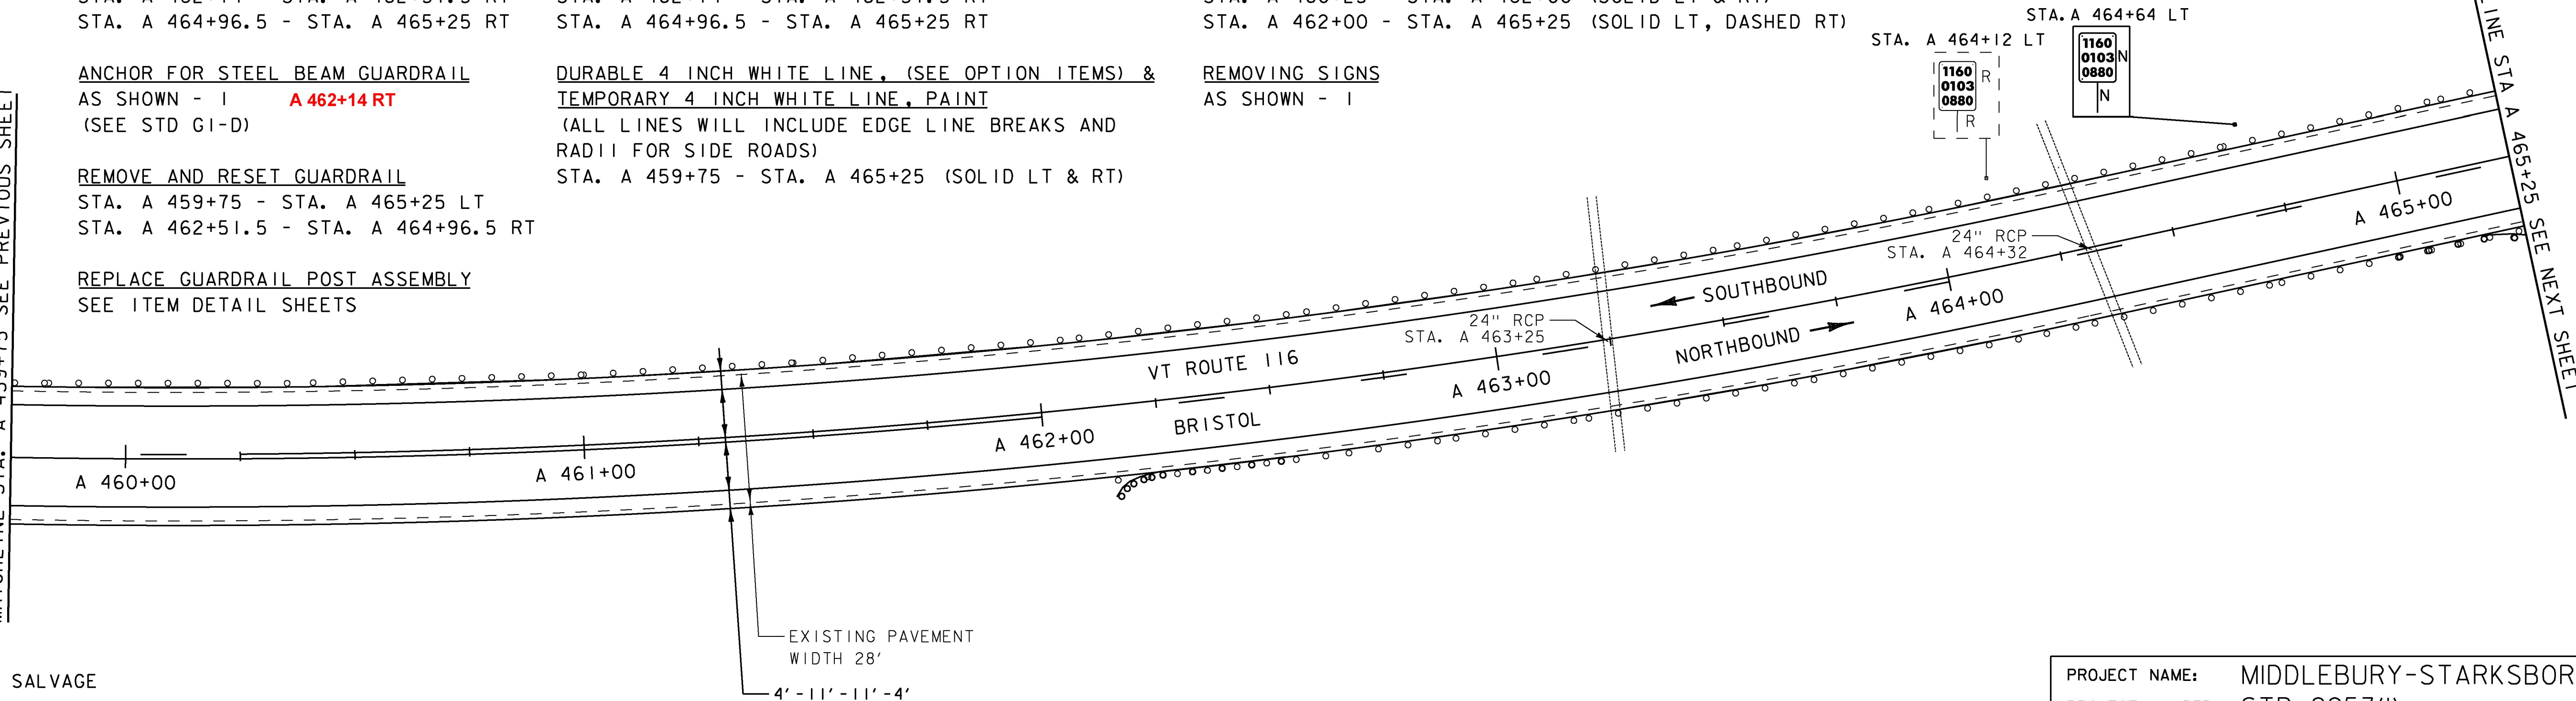 STA. A 464+96.5 - STA. A 465+25 RT
ANCHOR FOR STEEL BEAM GUARDRAIL
AS SHOWN - 1 A 462+14 RT
(SEE STD G1-D)
REMOVE AND RESET GUARDRAIL
STA. A 459+75 - STA. A 465+25 LT
STA. A 462+51.5 - STA. A 464+96.5 RT
REPLACE GUARDRAIL POST ASSEMBLY
SEE ITEM DETAIL SHEETS
STA. A 464+96.5 - STA. A 465+25 RT
DURABLE 4 INCH WHITE LINE, (SEE OPTION ITEMS) &
TEMPORARY 4 INCH WHITE LINE, PAINT
(ALL LINES WILL INCLUDE EDGE LINE BREAKS AND
RADII FOR SIDE ROADS)
STA. A 459+75 - STA. A 465+25 (SOLID LT & RT)
STA. A 462+00 - STA. A 465+25 (SOLID LT, DASHED RT)
REMOVING SIGNS
AS SHOWN - 1
STA. A 464+12 LT
1160
0103
0880
R
R
STA. A 464+64 LT
1160
0103
0880
N
N
LINE STA A 465+25 SEE NEXT SHEET
STA. A 459+75 SEE PREVIOUS SHEET
A 460+00
A 461+00
A 462+00
A 463+00
A 464+00
A 465+00
VT ROUTE 116
BRISTOL
SOUTHBOUND
NORTHBOUND
24" RCP
STA. A 463+25
24" RCP
STA. A 464+32
EXISTING PAVEMENT
WIDTH 28'
4'-11'-11'-4'
SALVAGE
PROJECT NAME: MIDDLEBURY-STARKSBOR